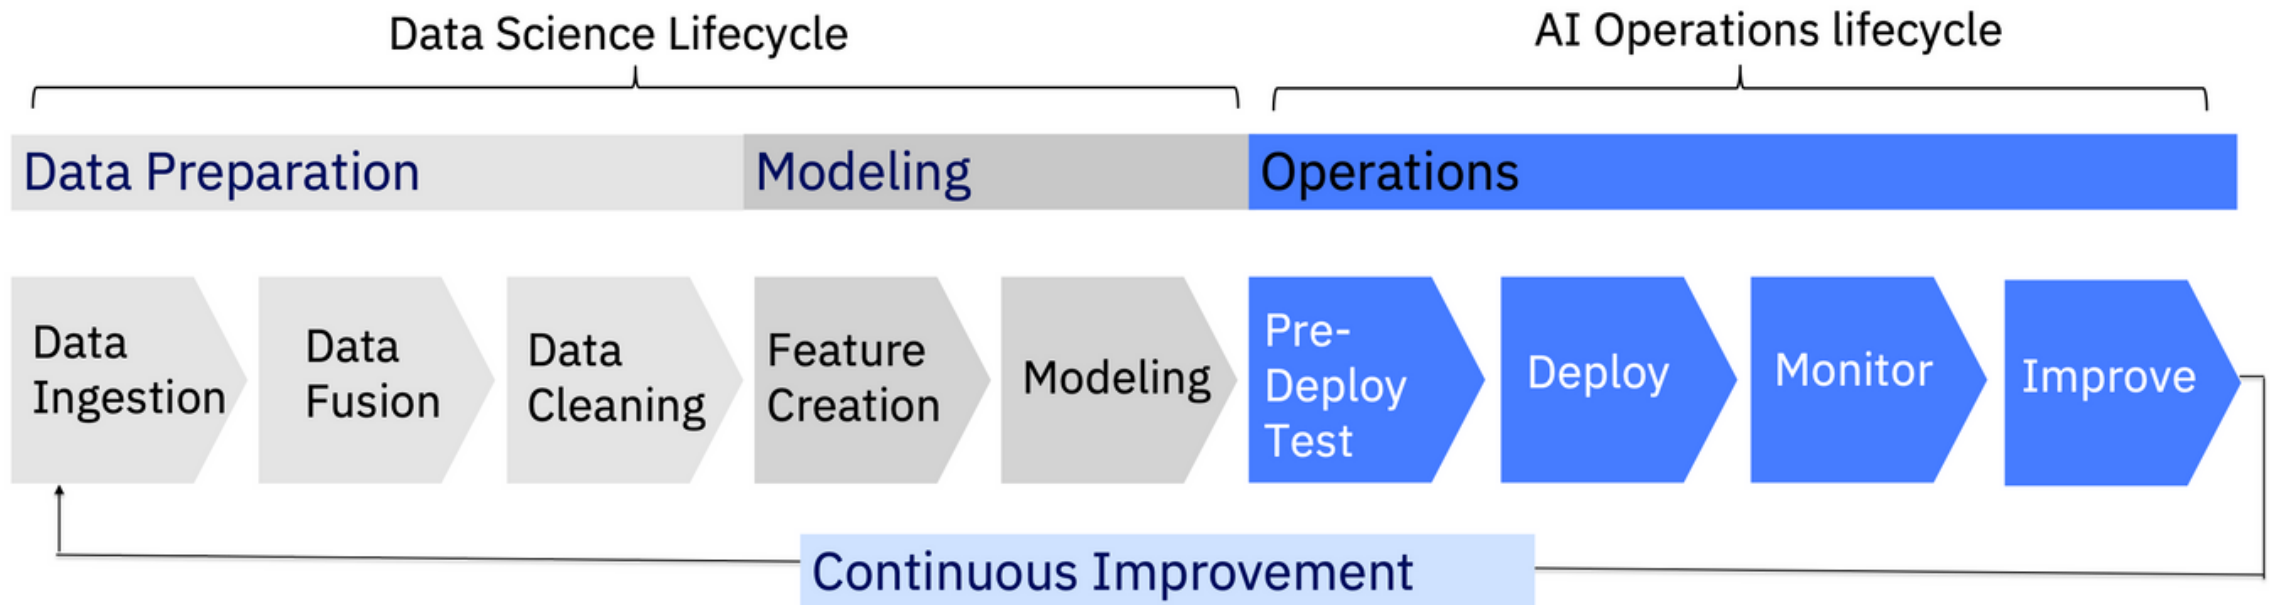 Data Science Lifecycle
AI Operations lifecycle
Data Preparation
Modeling
Operations
Data
Ingestion
Data
Fusion
Data
Cleaning
Feature
Creation
Modeling
Pre-
Deploy
Test
Deploy
Monitor
Improve
Continuous Improvement